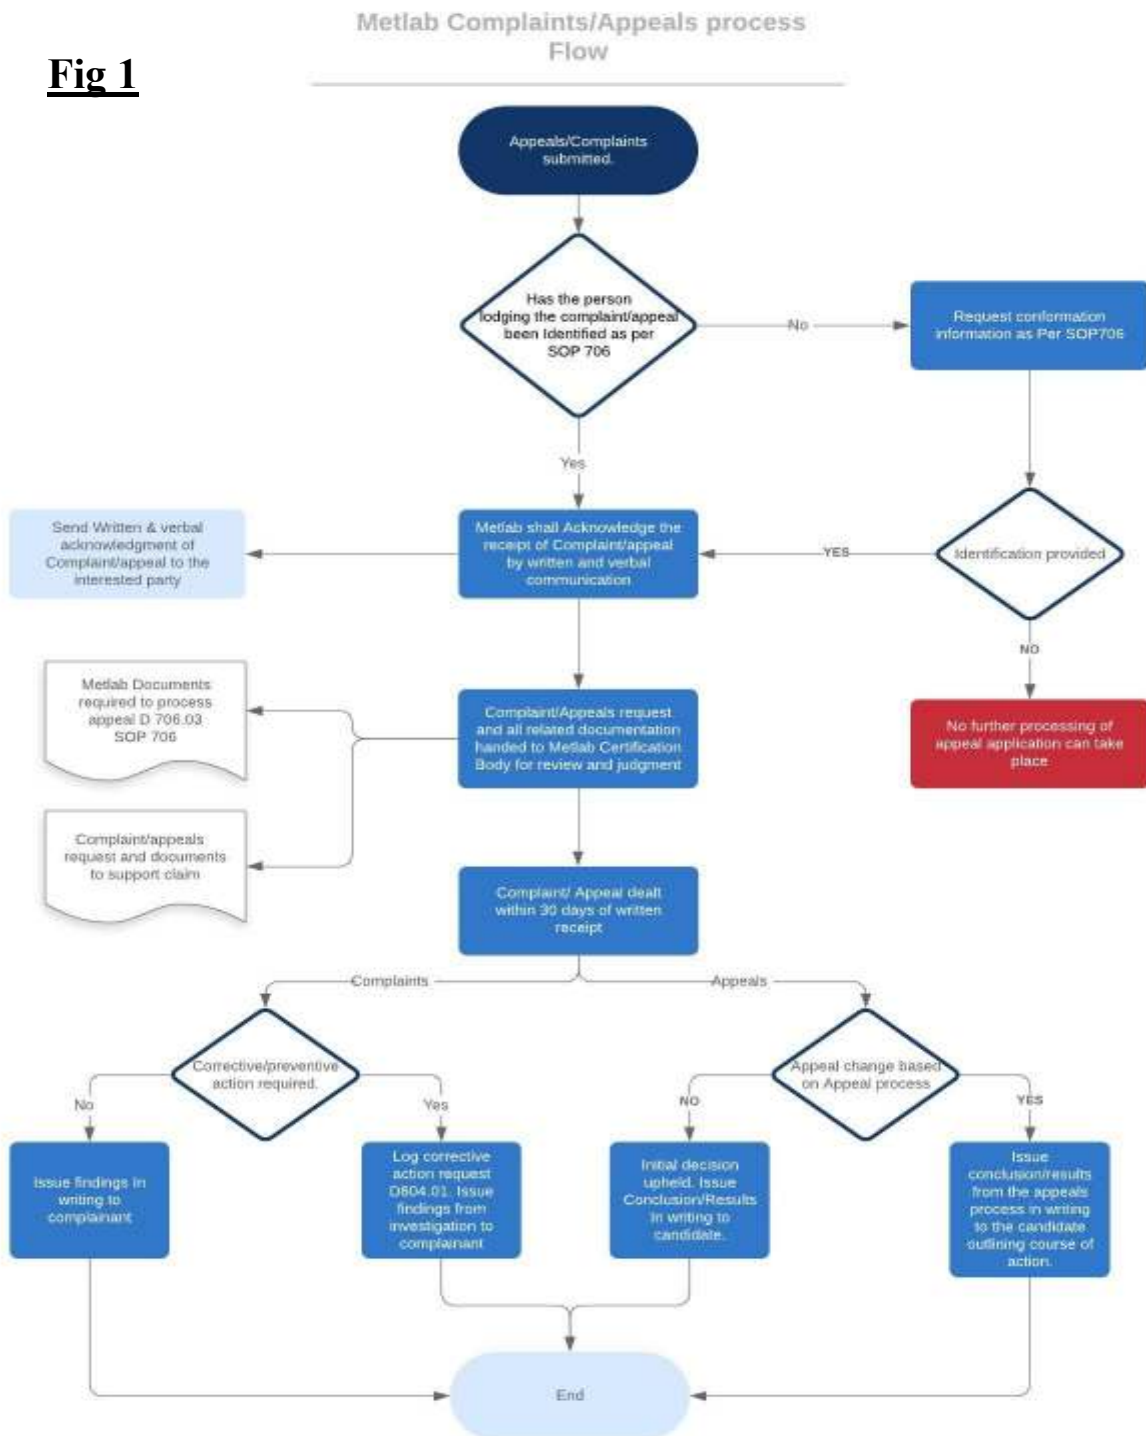 Metlab Complaints/Appeals process
Flow
Fig 1
Appeals/Complaints
submitted.
Has the person
lodging the complaint/appeal
been Identified as per
SOP 706
No
Request conformation
information as Per SOP706
Yes
Send Written & verbal
acknowledgment of
Complaint/appeal to the
interested party
Metlab shall Acknowledge the
receipt of Complaint/appeal
by written and verbal
communication
YES
Identification provided
NO
Metlab Documents
required to process
appeal D 706.03
SOP 706
Complaint/Appeals request
and all related documentation
handed to Metlab Certification
Body for review and judgment
No further processing of
appeal application can take
place
Complaint/appeals
request and documents
to support claim
Complaint/ Appeal dealt
within 30 days of written
receipt
Complaints
Appeals
Corrective/preventive
action required.
Appeal change based
on Appeal process
No
Yes
NO
YES
Issue findings in
writing to
complainant
Log corrective
action request
D604.01. Issue
findings from
investigation to
complainant
Initial decision
upheld. Issue
Conclusion/Results
in writing to
candidate.
Issue
conclusion/results
from the appeals
process in writing
to the candidate
outlining course of
action.
End